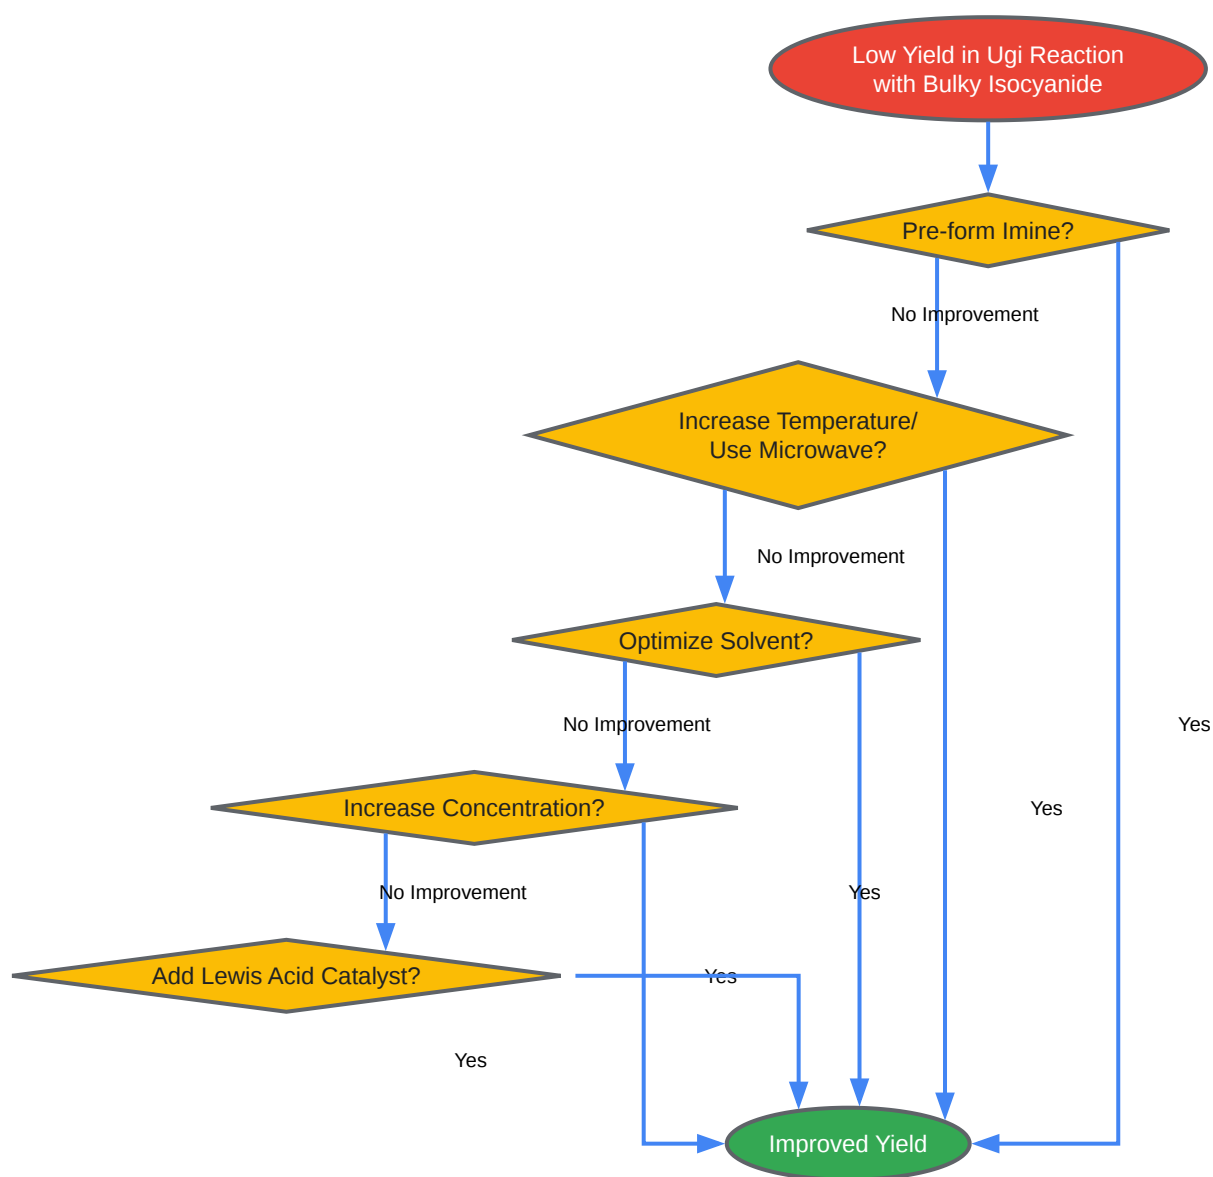 Low Yield in Ugi Reaction
with Bulky Isocyanide
Pre-form Imine?
No Improvement
Increase Temperature/
Use Microwave?
No Improvement
Optimize Solvent?
No Improvement
Yes
Increase Concentration?
Yes
No Improvement
Yes
Add Lewis Acid Catalyst?
Yes
Yes
Improved Yield